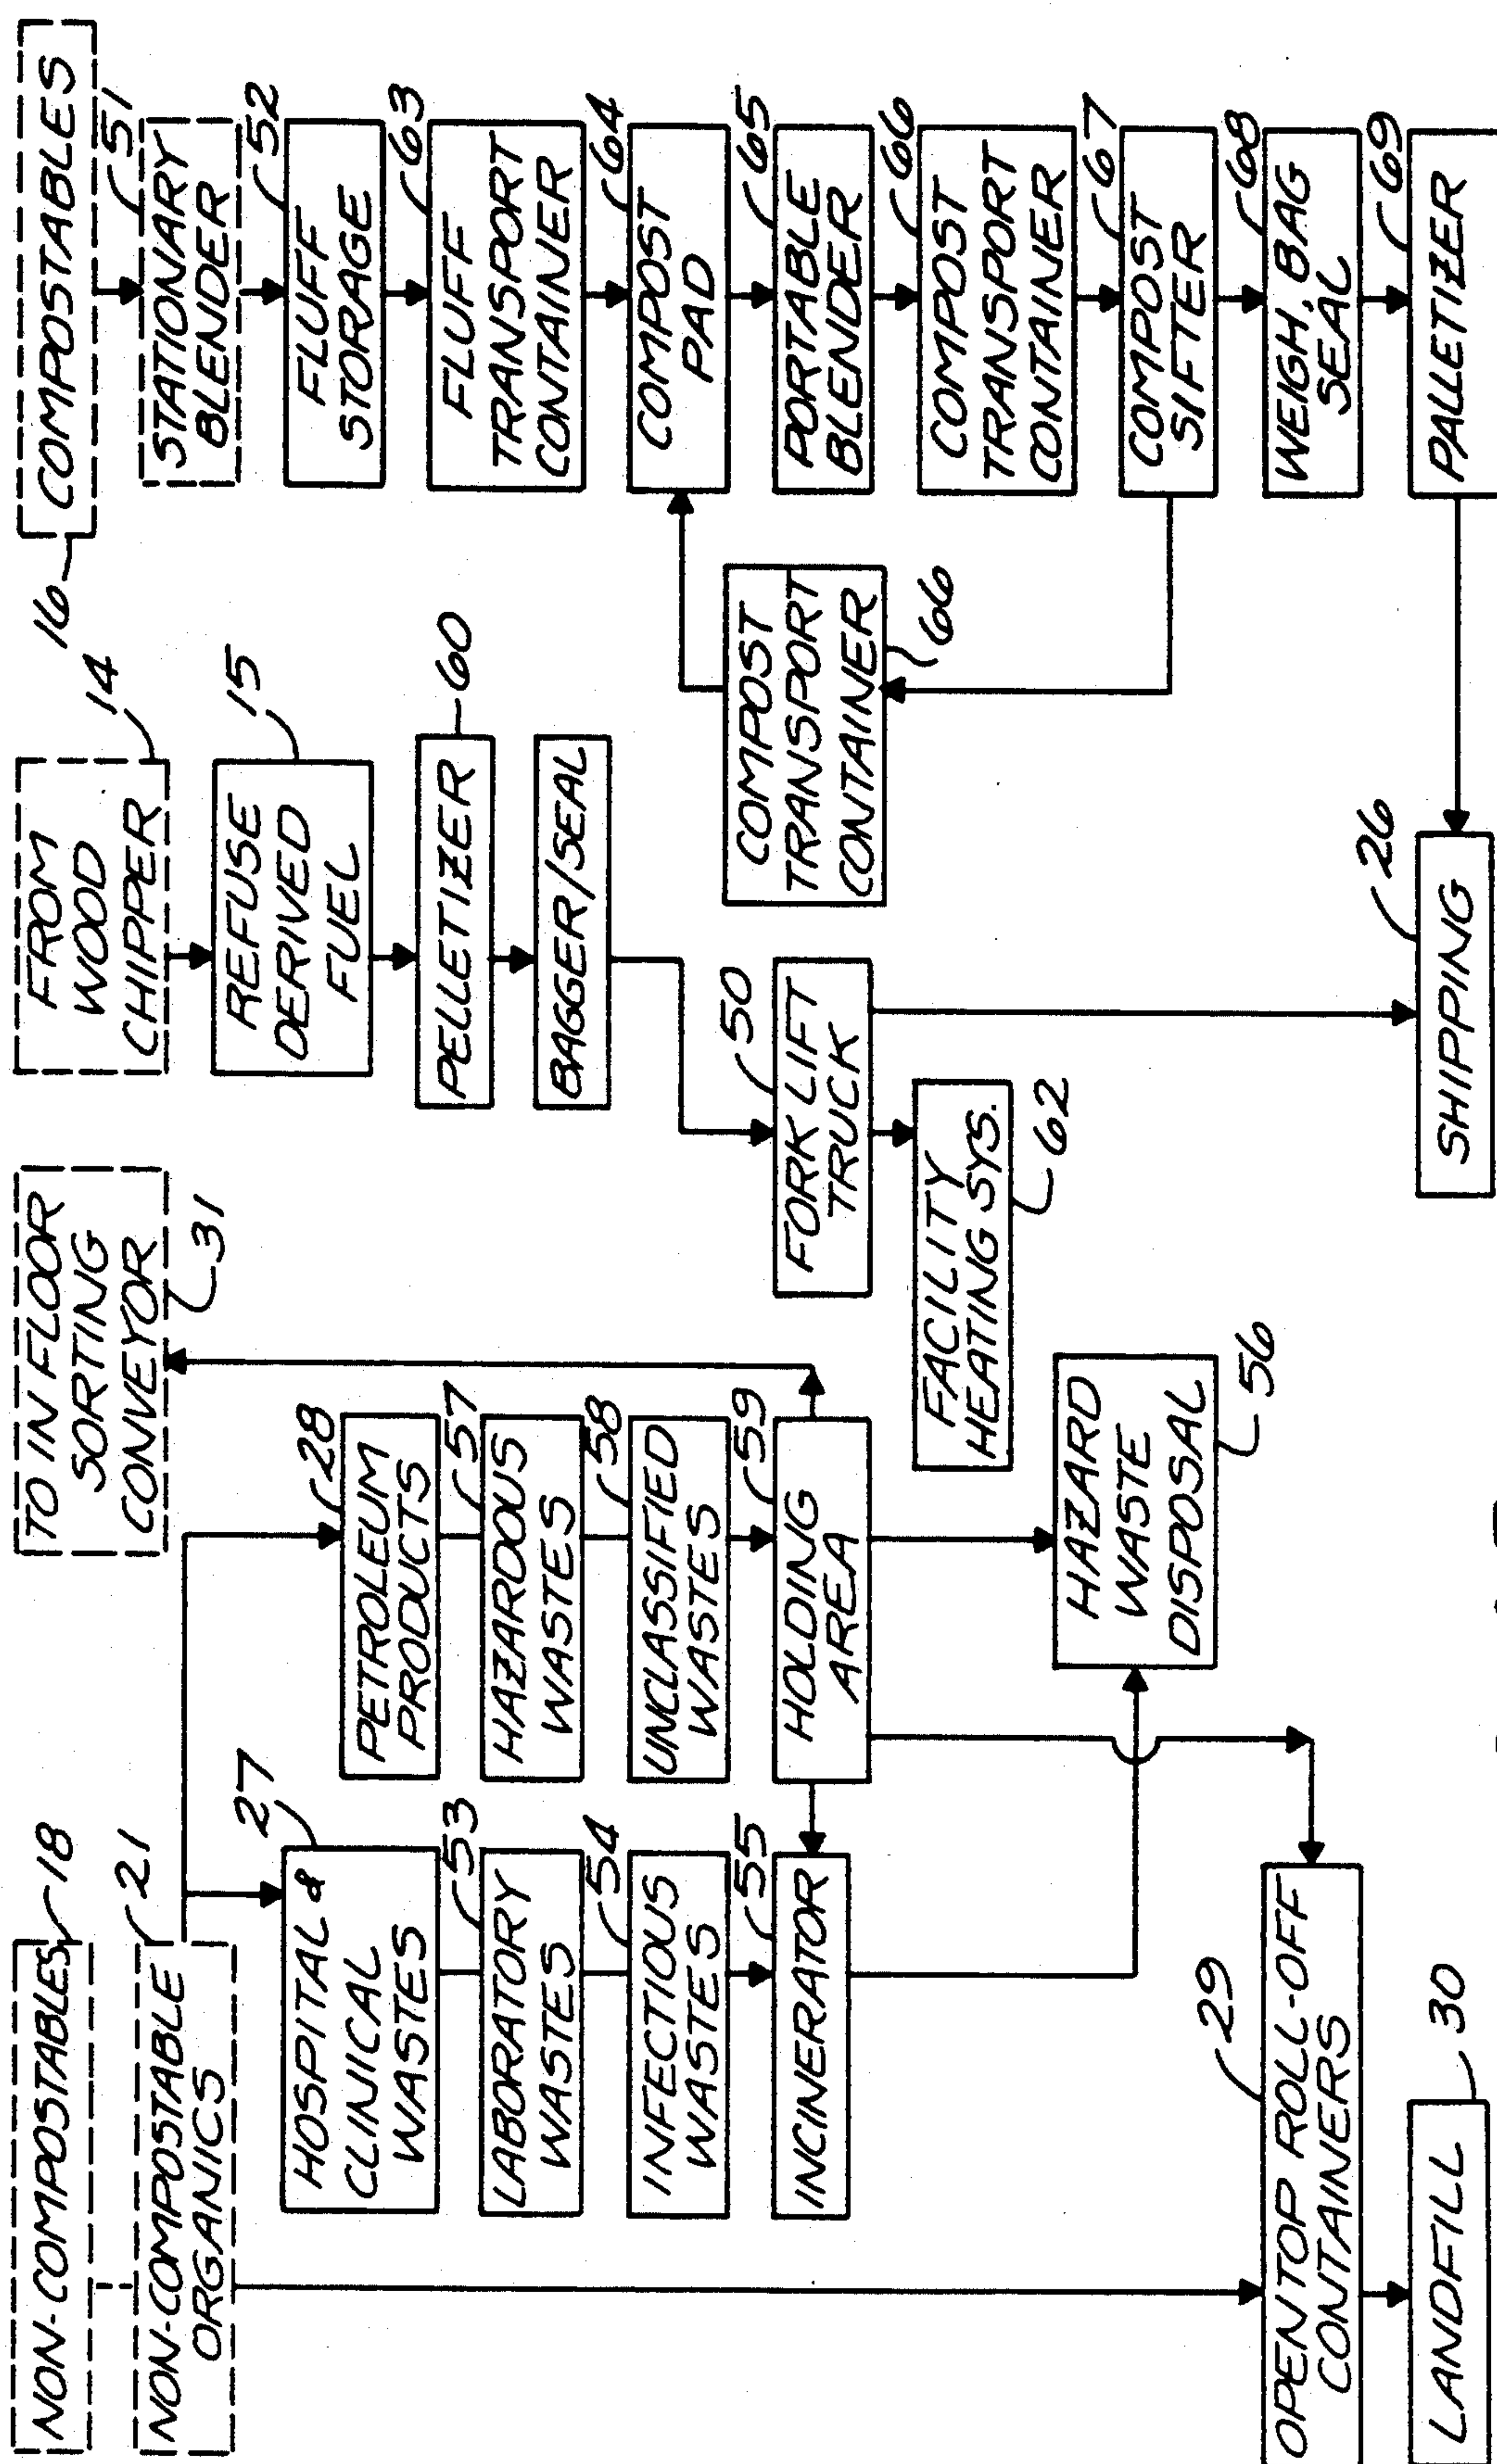 NON-COMPOSTABLES
18
NON-COMPOSTABLE
ORGANICS
21
HOSPITAL &
CLINICAL
WASTES
27
LABORATORY
WASTES
53
INFECTIOUS
WASTES
54
INCINERATOR
55
OPEN TOP ROLL-OFF
CONTAINERS
29
LANDFILL
30
TO IN FLOOR
SORTING
CONVEYOR
31
PETROLEUM
PRODUCTS
28
HAZARDOUS
WASTES
57
UNCLASSIFIED
WASTES
58
HOLDING
AREA
59
HAZARD
WASTE
DISPOSAL
56
FROM
WOOD
CHIPPER
14
REFUSE
DERIVED
FUEL
15
PELLETIZER
60
BAGGER/SEAL
FORK LIFT
TRUCK
50
FACILITY
HEATING SYS.
62
SHIPPING
26
COMPOSTABLES
16
STATIONARY
BLENDER
51
FLUFF
STORAGE
52
FLUFF
TRANSPORT
CONTAINER
63
COMPOST
PAD
64
PORTABLE
BLENDER
65
COMPOST
TRANSPORT
CONTAINER
66
COMPOST
TRANSPORT
CONTAINER
66
COMPOST
SIFTER
67
WEIGH, BAG
SEAL
68
PALLETIZER
69